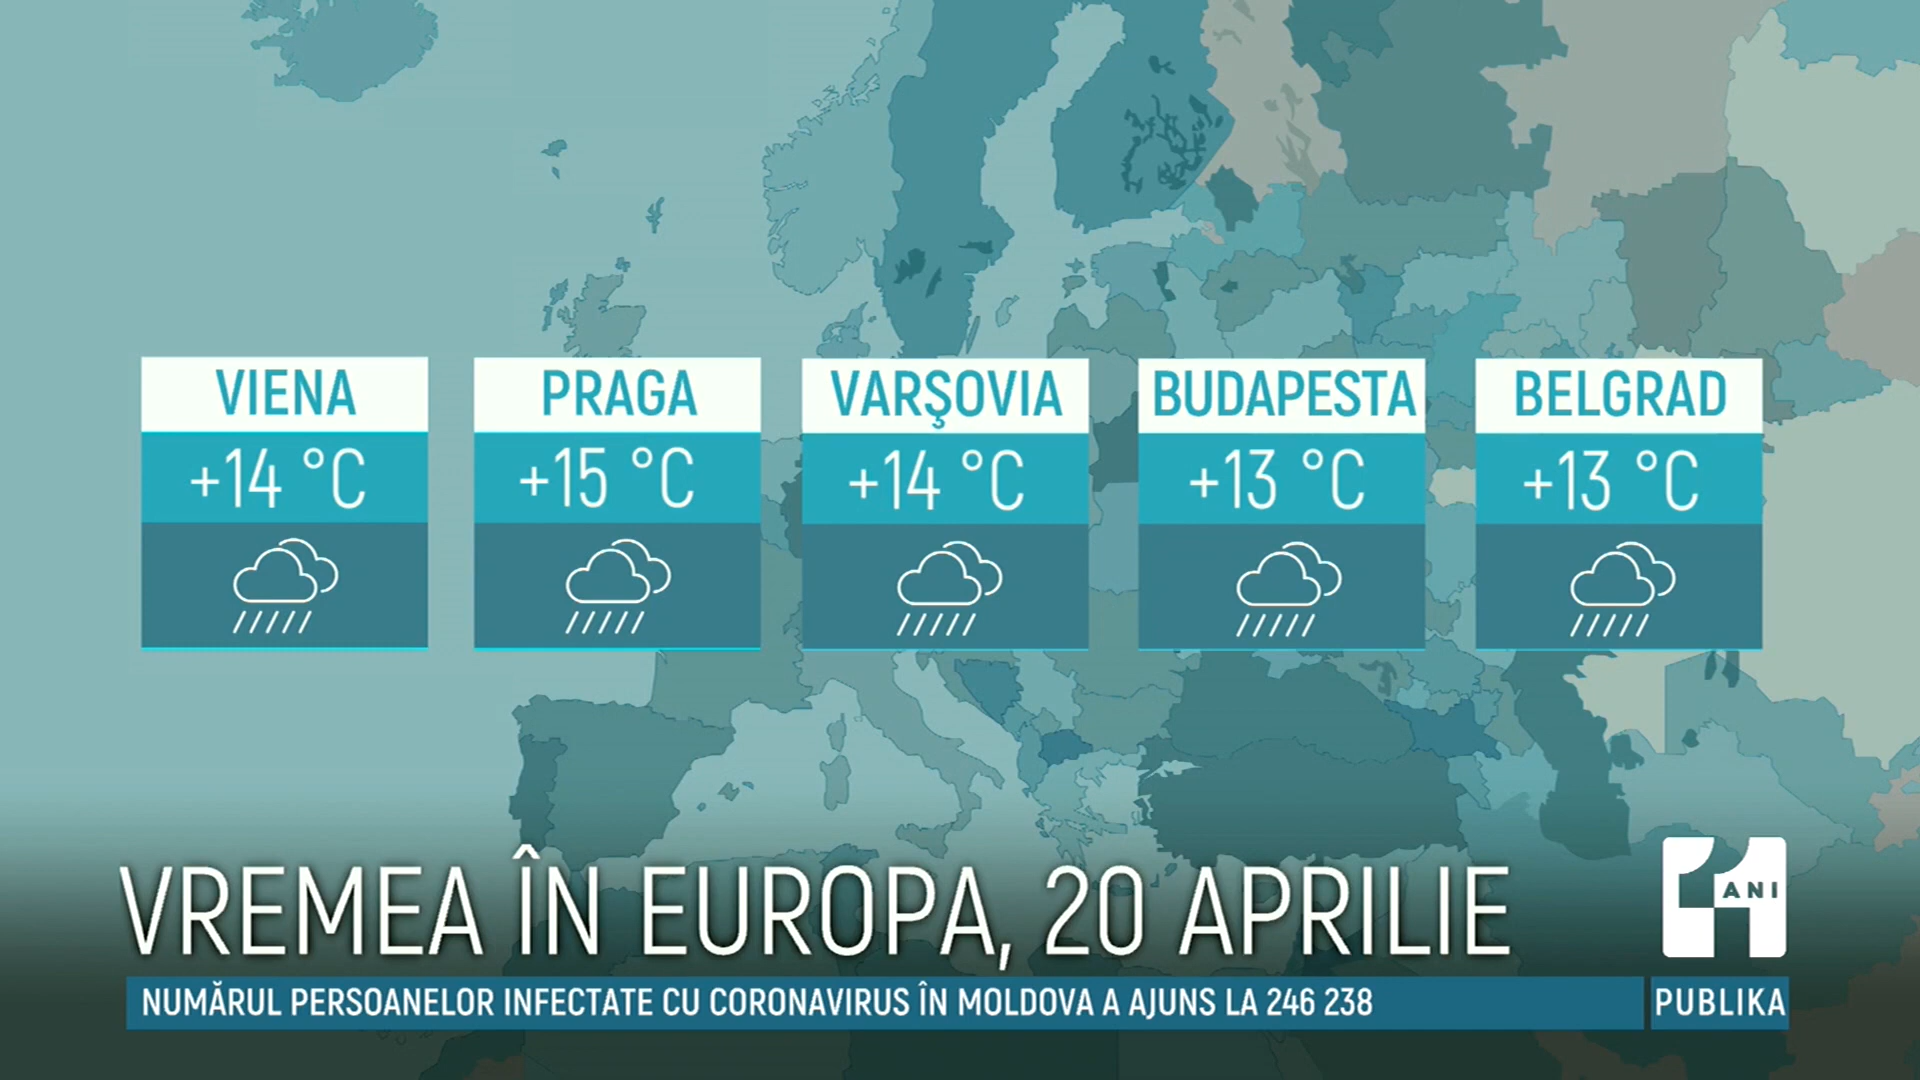 VIENA
+14 °C
PRAGA
+15 °C
VARŞOVIA
+14 °C
BUDAPESTA
+13 °C
BELGRAD
+13 °C
VREMEA ÎN EUROPA, 20 APRILIE
11 ANI
NUMĂRUL PERSOANELOR INFECTATE CU CORONAVIRUS ÎN MOLDOVA A AJUNS LA 246 238
PUBLIKA